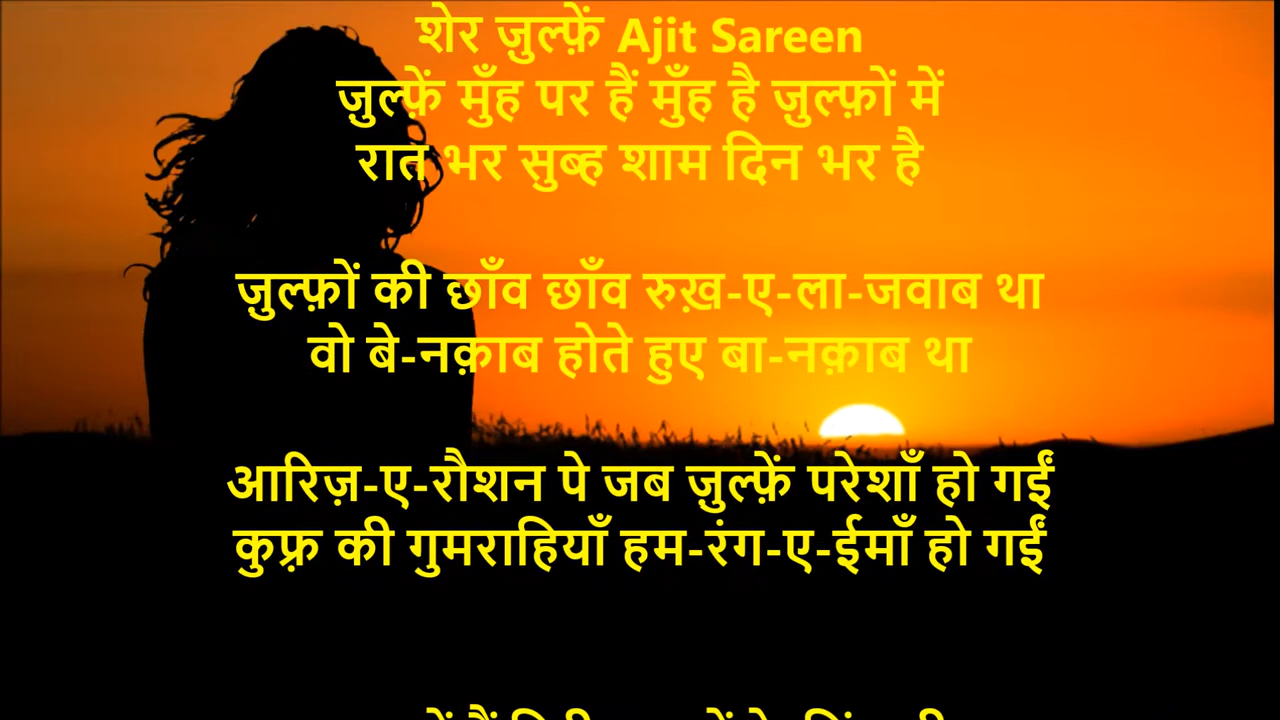 शेर ज़ुल्फ़ें Ajit Sareen
ज़ुल्फ़ें मुँह पर हैं मुँह है ज़ुल्फ़ों में
रात भर सुब्ह शाम दिन भर है
ज़ुल्फ़ों की छाँव छाँव रुख़-ए-ला-जवाब था
वो बे-नक़ाब होते हुए बा-नक़ाब था
आरिज़-ए-रौशन पे जब ज़ुल्फ़ें परेशाँ हो गईं
कुफ़्र की गुमराहियाँ हम-रंग-ए-ईमाँ हो गईं